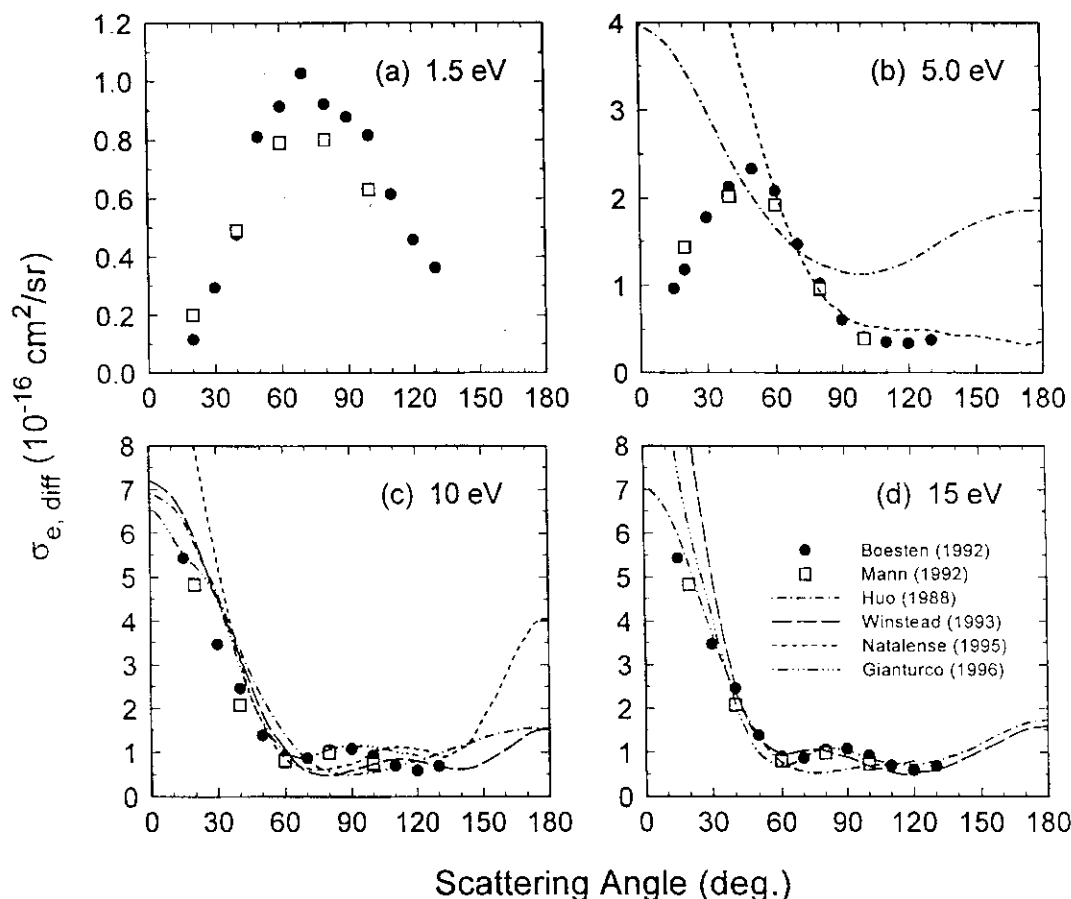 σe, diff (10⁻¹⁶ cm²/sr)
(a) 1.5 eV
1.2
1.0
0.8
0.6
0.4
0.2
0.0
0 30 60 90 120 150 180
(b) 5.0 eV
4
3
2
1
0
0 30 60 90 120 150 180
(c) 10 eV
8
7
6
5
4
3
2
1
0
0 30 60 90 120 150 180
(d) 15 eV
8
7
6
5
4
3
2
1
0
Boesten (1992)
Mann (1992)
Huo (1988)
Winstead (1993)
Natalense (1995)
Gianturco (1996)
0 30 60 90 120 150 180
Scattering Angle (deg.)